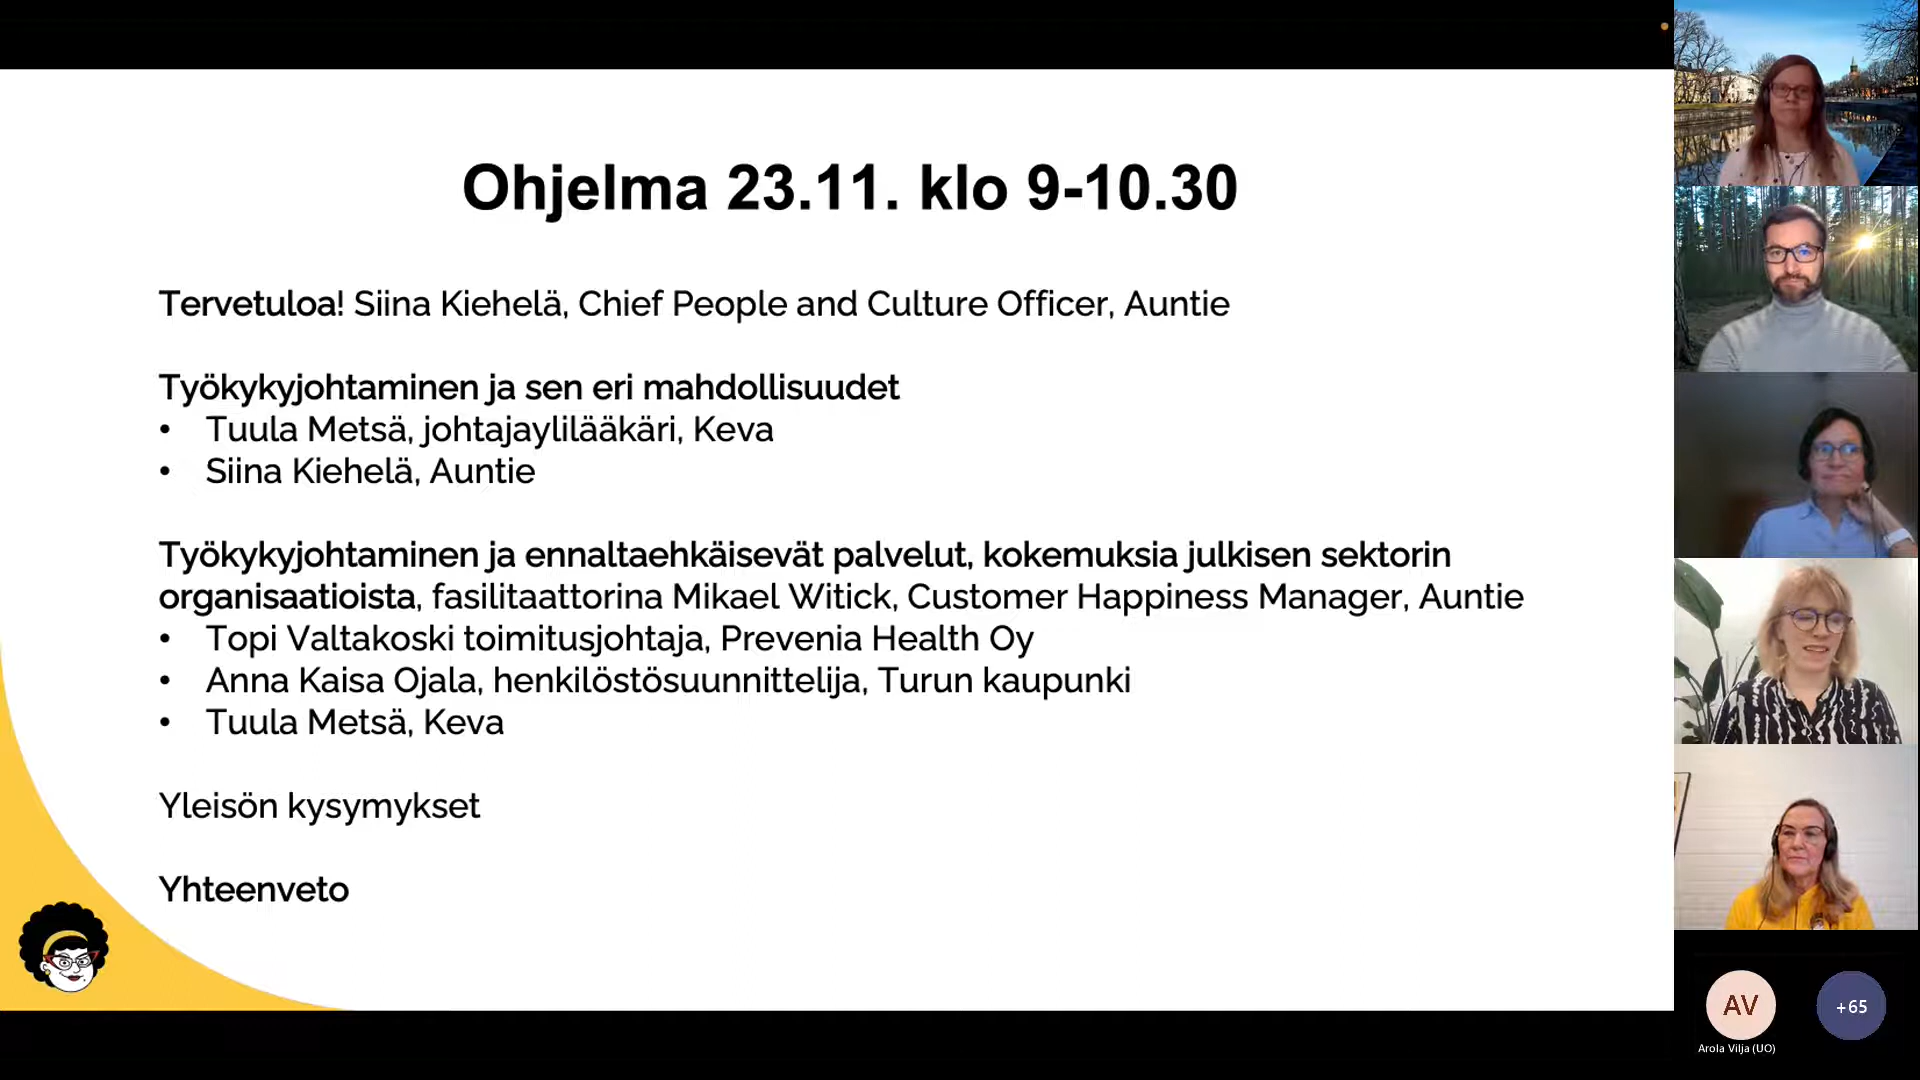 Ohjelma 23.11. klo 9-10.30
Tervetuloa! Siina Kiehelä, Chief People and Culture Officer, Auntie
Työkykyjohtaminen ja sen eri mahdollisuudet
• Tuula Metsä, johtajaylilääkäri, Keva
• Siina Kiehelä, Auntie
Työkykyjohtaminen ja ennaltaehkäisevät palvelut, kokemuksia julkisen sektorin
organisaatioista, fasilitaattorina Mikael Witick, Customer Happiness Manager, Auntie
• Topi Valtakoski toimitusjohtaja, Prevenia Health Oy
• Anna Kaisa Ojala, henkilöstösuunnittelija, Turun kaupunki
• Tuula Metsä, Keva
Yleisön kysymykset
Yhteenveto
AV
+65
Arola Vilja (UO)